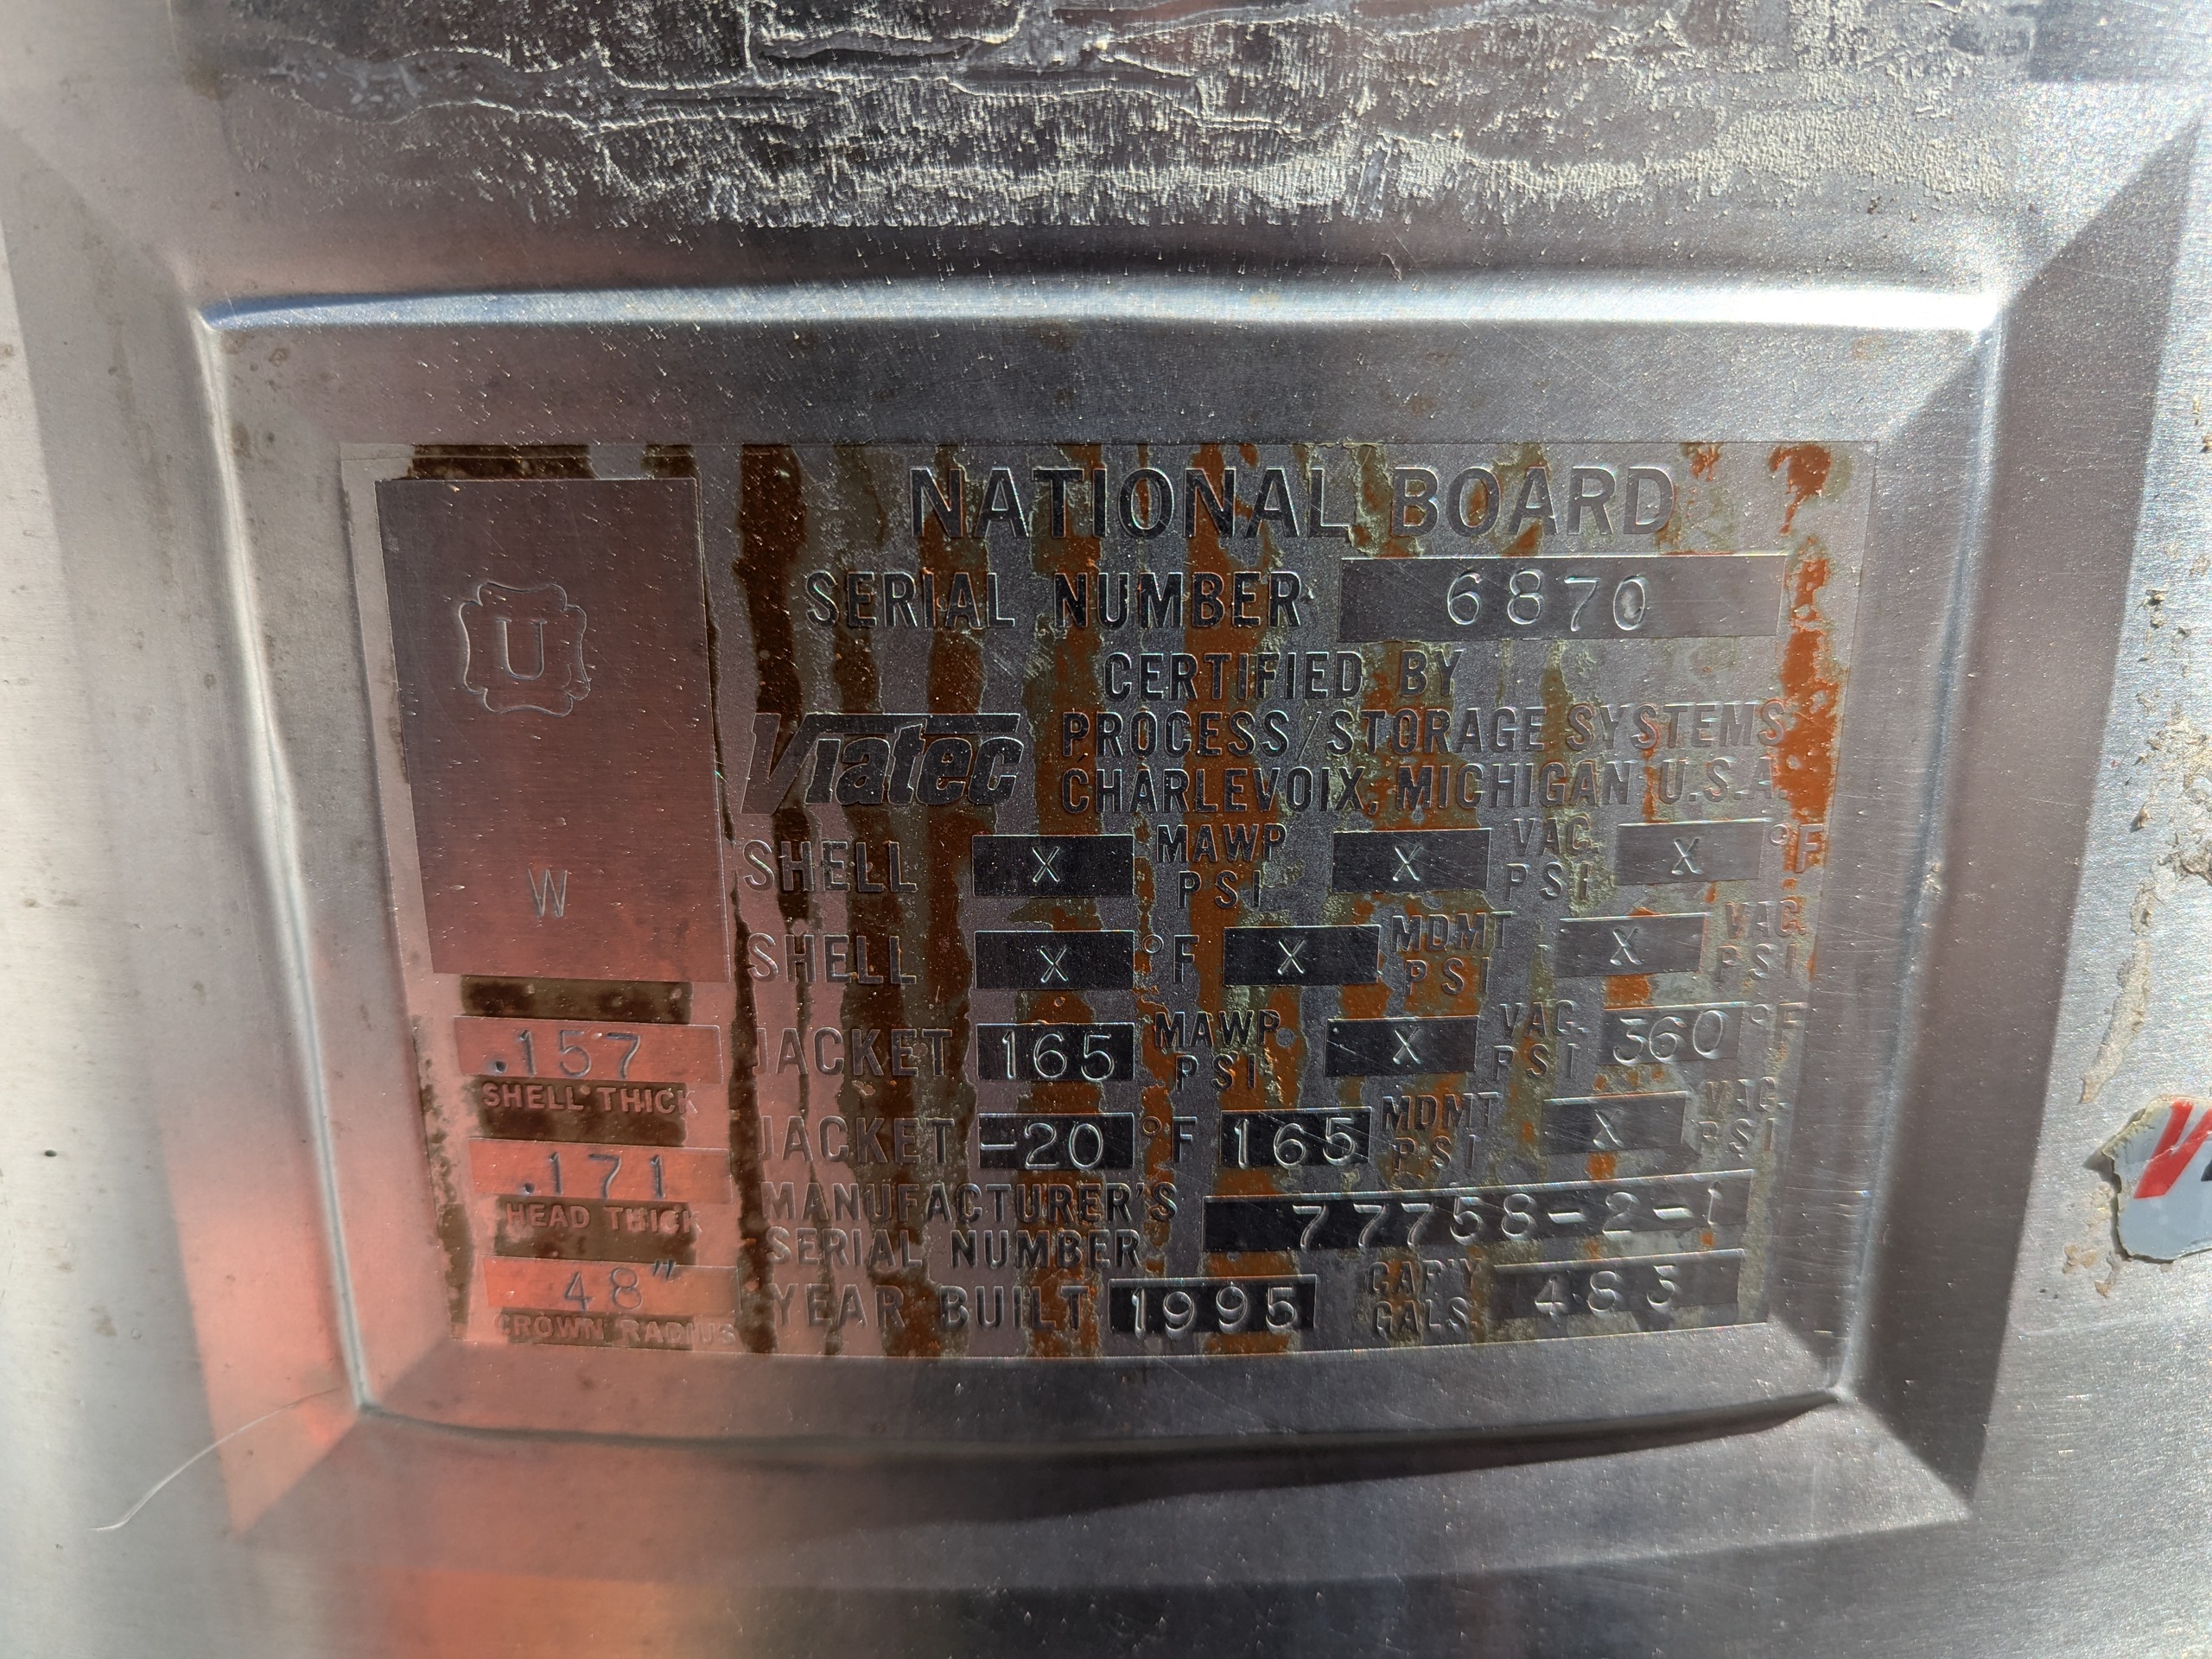 NATIONAL BOARD
SERIAL NUMBER 6870
CERTIFIED BY
Viatec PROCESS/STORAGE SYSTEMS
CHARLEVOIX, MICHIGAN U.S.A
U
W
SHELL X MAWP PSI X VAC. PSI X °F
SHELL X °F X MDMT PSI X VAC. PSI
JACKET 165 MAWP PSI X VAC. PSI 360 °F
JACKET -20 °F 165 MDMT PSI X VAC. PSI
MANUFACTURER'S SERIAL NUMBER 77758-2-1
YEAR BUILT 1995 CAP'Y GALS. 483
.157
SHELL THICK
.171
HEAD THICK
48"
CROWN RADIUS